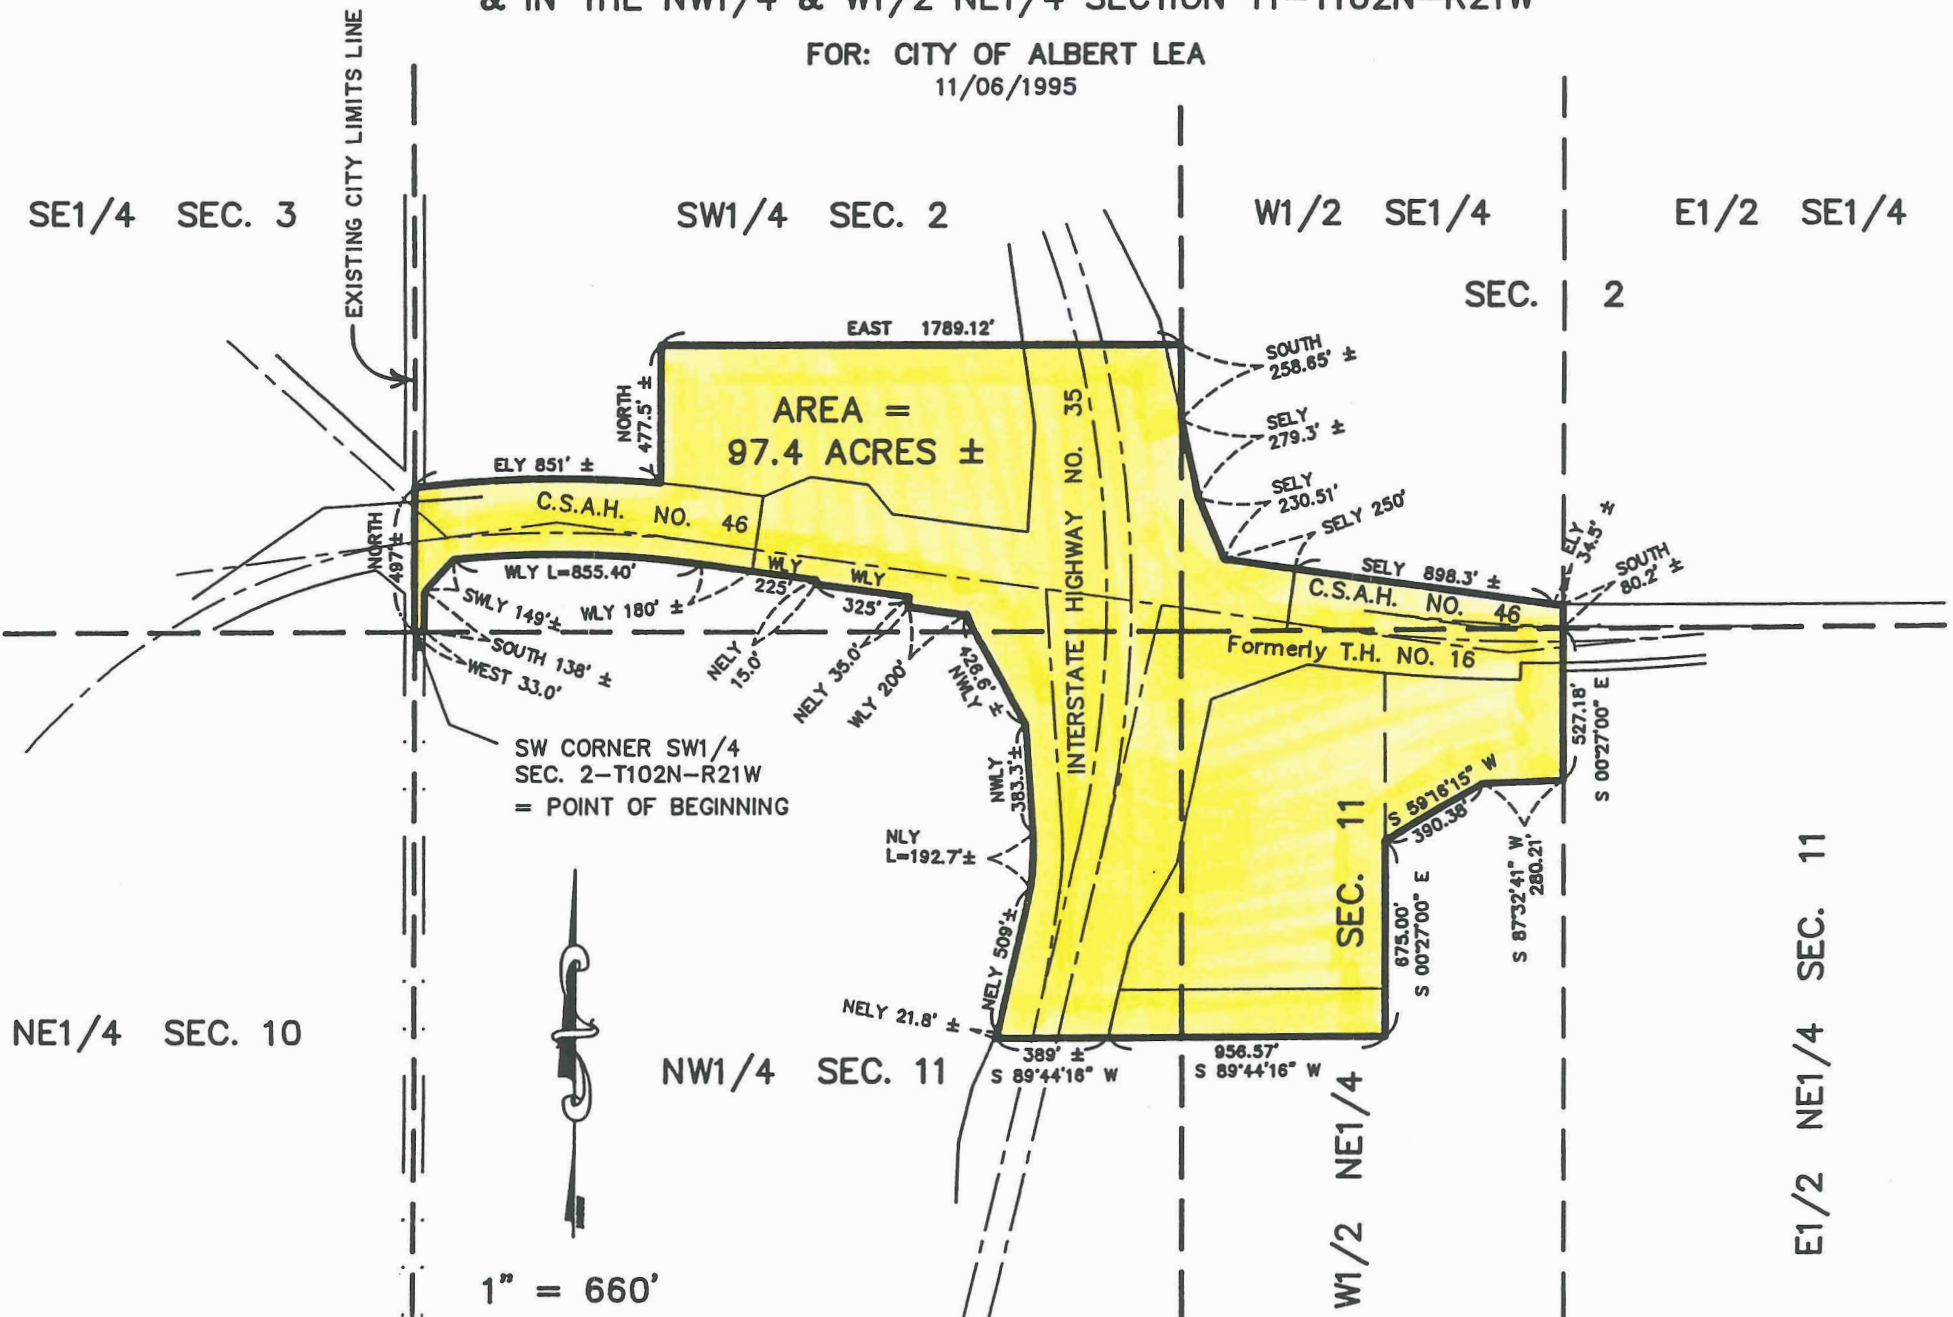 & IN THE NW1/4 & W1/2 NE1/4 SECTION 11-T102N-R21W
FOR: CITY OF ALBERT LEA
11/06/1995
EXISTING CITY LIMITS LINE
SE1/4 SEC. 3
SW1/4 SEC. 2
W1/2 SE1/4
E1/2 SE1/4
SEC. 2
EAST 1789.12'
SOUTH
258.65' ±
NORTH
477.5' ±
AREA =
97.4 ACRES ±
INTERSTATE HIGHWAY NO. 35
SELY
279.3' ±
ELY 851' ±
SELY
230.51'
SELY 250'
C.S.A.H. NO. 46
NORTH
497'±
ELY
34.5' ±
SOUTH
80.2' ±
SELY 898.3' ±
C.S.A.H. NO. 46
WLY L=855.40'
WLY
225'
WLY
325'
SWLY 149'±
WLY 180' ±
Formerly T.H. NO. 16
SOUTH 138' ±
WEST 33.0'
NELY
15.0'
NELY 35.0'
WLY 200'
426.6' ±
NWLY
527.18'
S 00°27'00" E
SW CORNER SW1/4
SEC. 2-T102N-R21W
= POINT OF BEGINNING
NWLY
383.3'±
S 59°16'15" W
390.38'
NLY
L=192.7'±
S 87°32'41" W
280.21'
SEC. 11
675.00'
S 00°27'00" E
NELY 509'±
NELY 21.8' ±
NE1/4 SEC. 10
NW1/4 SEC. 11
389' ±
S 89°44'16" W
956.57'
S 89°44'16" W
W1/2 NE1/4
E1/2 NE1/4 SEC. 11
1" = 660'